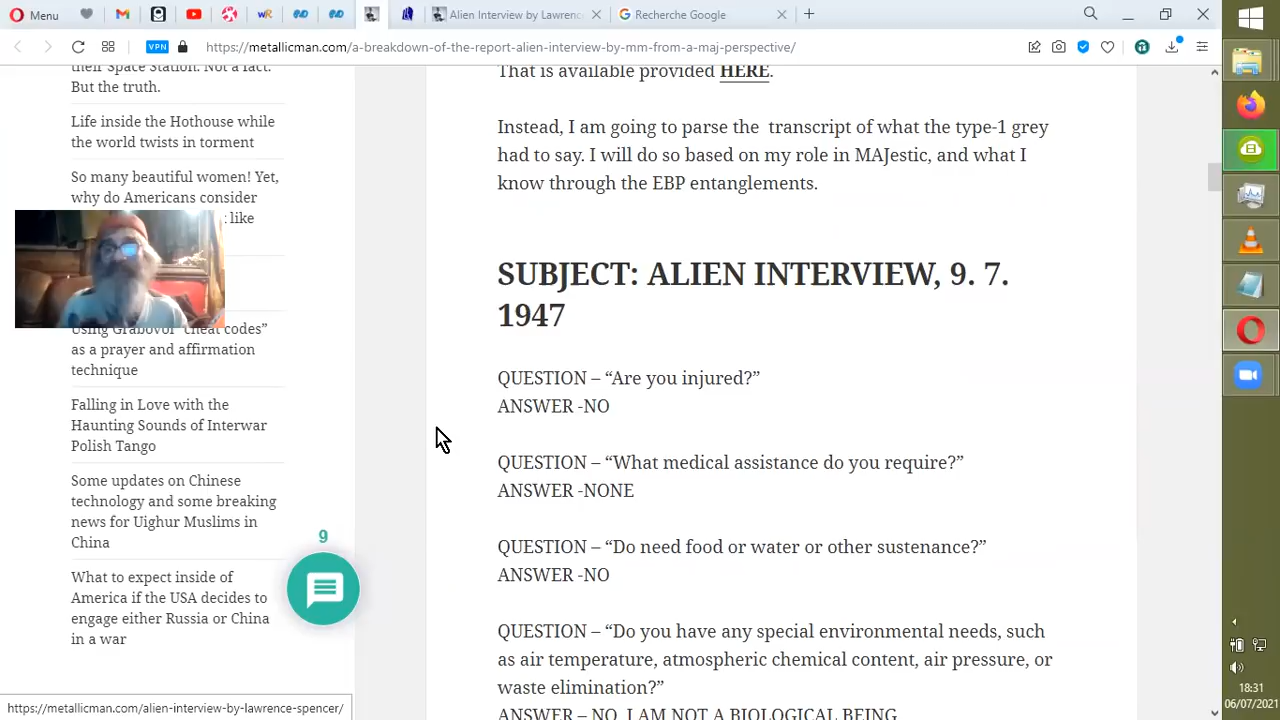 Menu
Alien Interview by Lawrenc
Recherche Google
VPN
https://metallicman.com/a-breakdown-of-the-report-alien-interview-by-mm-from-a-maj-perspective/
their Space Station. Not a fact.
But the truth.
Life inside the Hothouse while
the world twists in torment
So many beautiful women! Yet,
why do Americans consider
like
Using Grabovoi “cheat codes”
as a prayer and affirmation
technique
Falling in Love with the
Haunting Sounds of Interwar
Polish Tango
Some updates on Chinese
technology and some breaking
news for Uighur Muslims in
China
9
What to expect inside of
America if the USA decides to
engage either Russia or China
in a war
https://metallicman.com/alien-interview-by-lawrence-spencer/
That is available provided HERE.
Instead, I am going to parse the  transcript of what the type-1 grey
had to say. I will do so based on my role in MAJestic, and what I
know through the EBP entanglements.
SUBJECT: ALIEN INTERVIEW, 9. 7.
1947
QUESTION – “Are you injured?”
ANSWER -NO
QUESTION – “What medical assistance do you require?”
ANSWER -NONE
QUESTION – “Do need food or water or other sustenance?”
ANSWER -NO
QUESTION – “Do you have any special environmental needs, such
as air temperature, atmospheric chemical content, air pressure, or
waste elimination?”
ANSWER – NO. I AM NOT A BIOLOGICAL BEING
18:31
06/07/2021